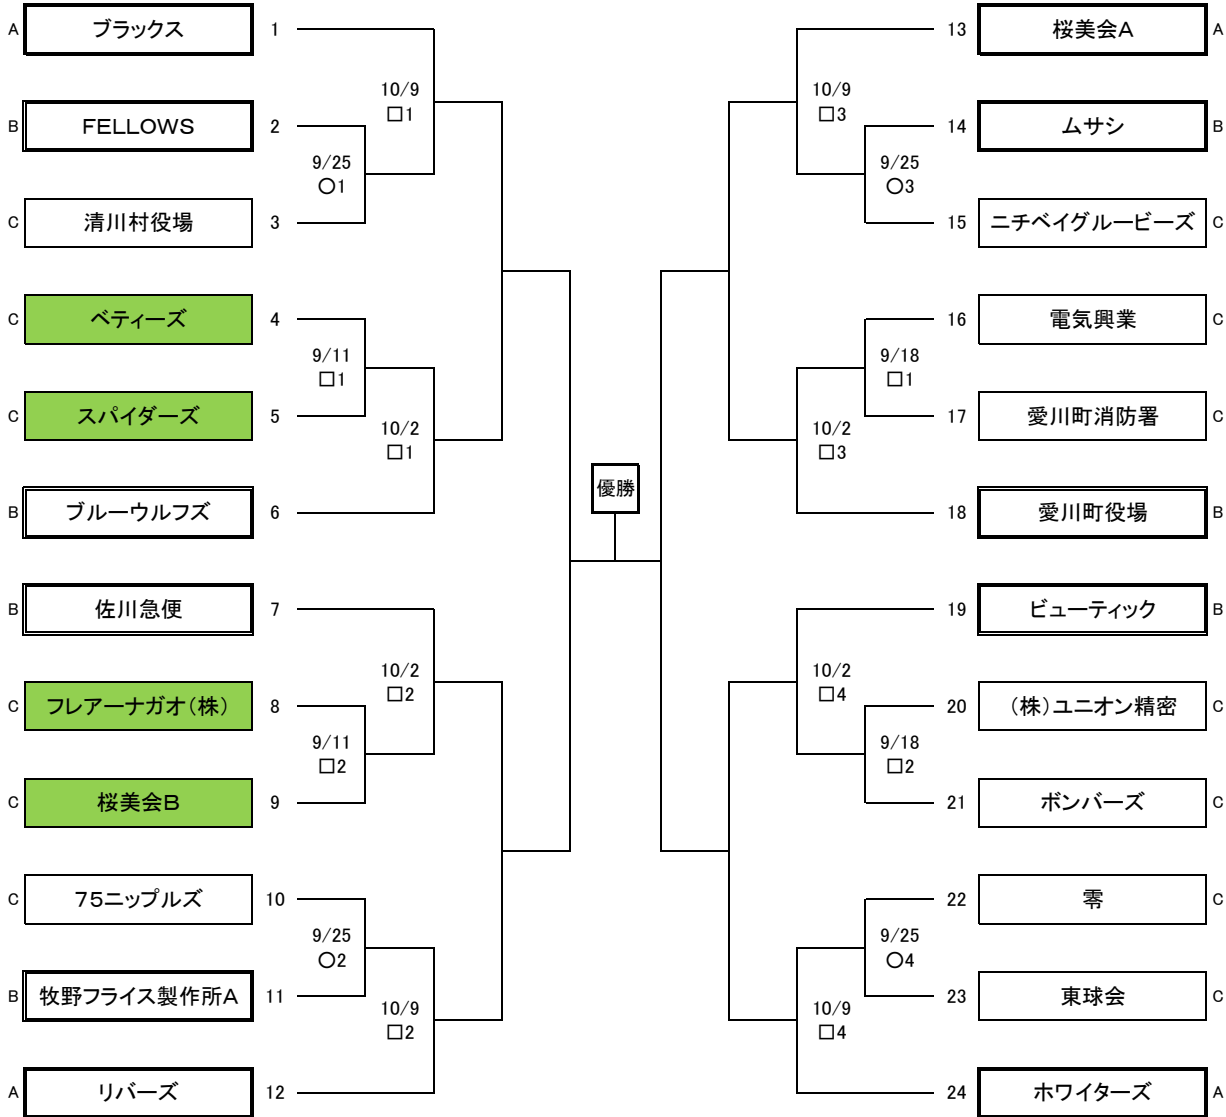 A ブラックス 1
10/9
□1
B FELLOWS 2
9/25
○1
C 清川村役場 3
C ベティーズ 4
9/11
□1
C スパイダーズ 5
10/2
□1
B ブルーウルフズ 6
B 佐川急便 7
10/2
□2
C フレアーナガオ(株) 8
9/11
□2
C 桜美会B 9
C 75ニップルズ 10
9/25
○2
B 牧野フライス製作所A 11
10/9
□2
A リバーズ 12
優勝
13 桜美会A A
10/9
□3
14 ムサシ B
9/25
○3
15 ニチベイグルービーズ C
16 電気興業 C
9/18
□1
17 愛川町消防署 C
10/2
□3
18 愛川町役場 B
19 ビューティック B
10/2
□4
20 (株)ユニオン精密 C
9/18
□2
21 ボンバーズ C
22 零 C
9/25
○4
23 東球会 C
10/9
□4
24 ホワイターズ A